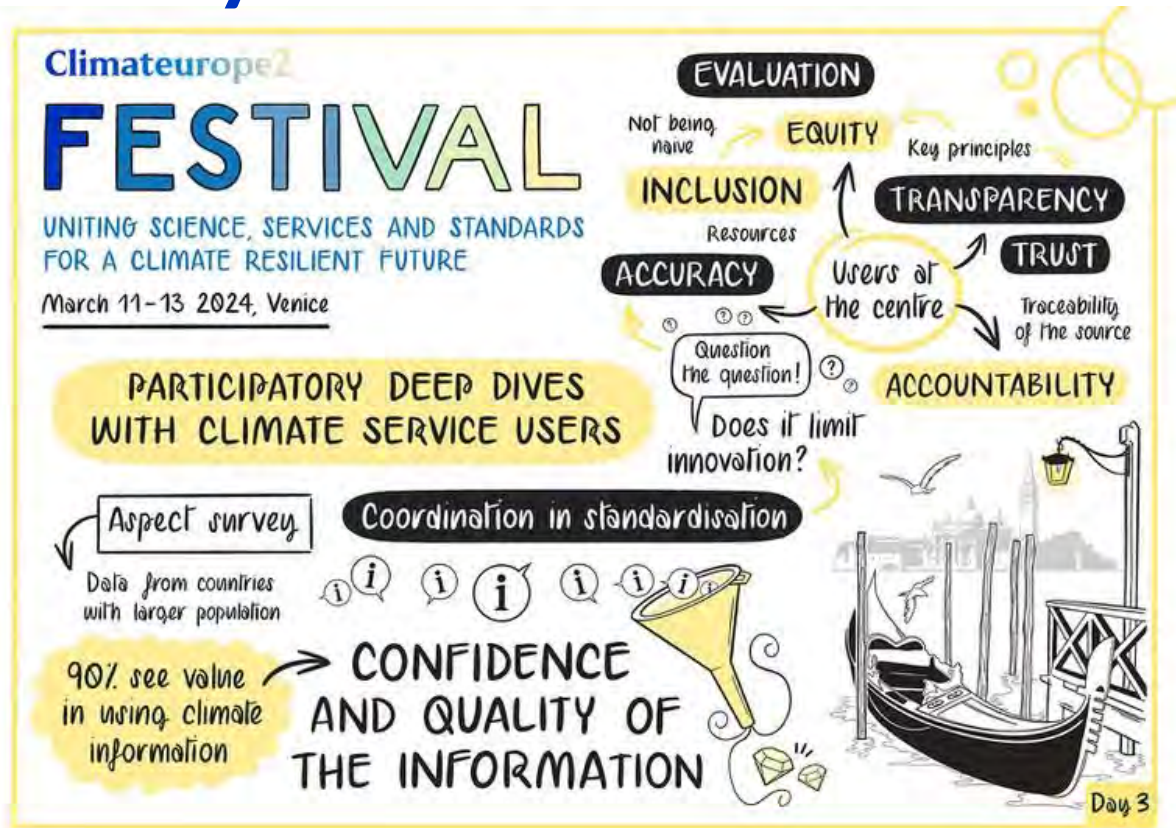 Climateurope2
FESTIVAL
UNITING SCIENCE, SERVICES AND STANDARDS
FOR A CLIMATE RESILIENT FUTURE
March 11-13 2024, Venice
EVALUATION
Not being
naive
EQUITY
Key principles
INCLUSION
TRANSPARENCY
Resources
TRUST
ACCURACY
Users at
the centre
Traceability
of the source
Question
the question!
ACCOUNTABILITY
Does it limit
innovation?
PARTICIPATORY DEEP DIVES
WITH CLIMATE SERVICE USERS
Aspect survey
Coordination in standardisation
Data from countries
with larger population
90% see value
in using climate
information
CONFIDENCE
AND QUALITY OF
THE INFORMATION
Day 3